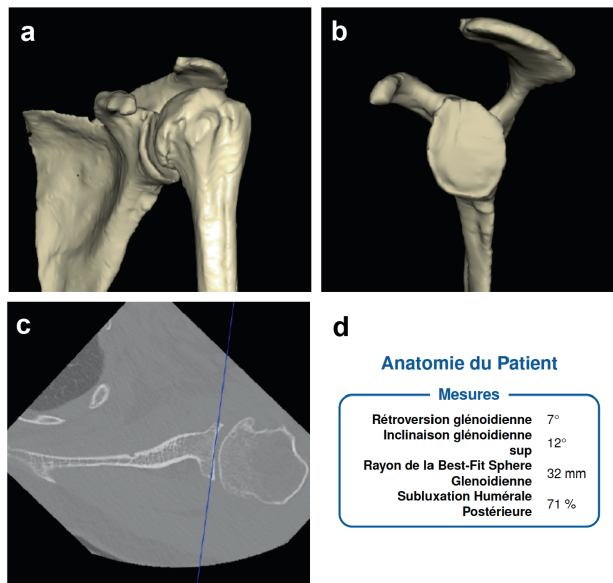 a
b
c
d
Anatomie du Patient
Mesures
Rétroversion glénoidienne 7°
Inclinaison glénoidienne
sup 12°
Rayon de la Best-Fit Sphere
Glenoidienne 32 mm
Subluxation Humérale
Postérieure 71 %